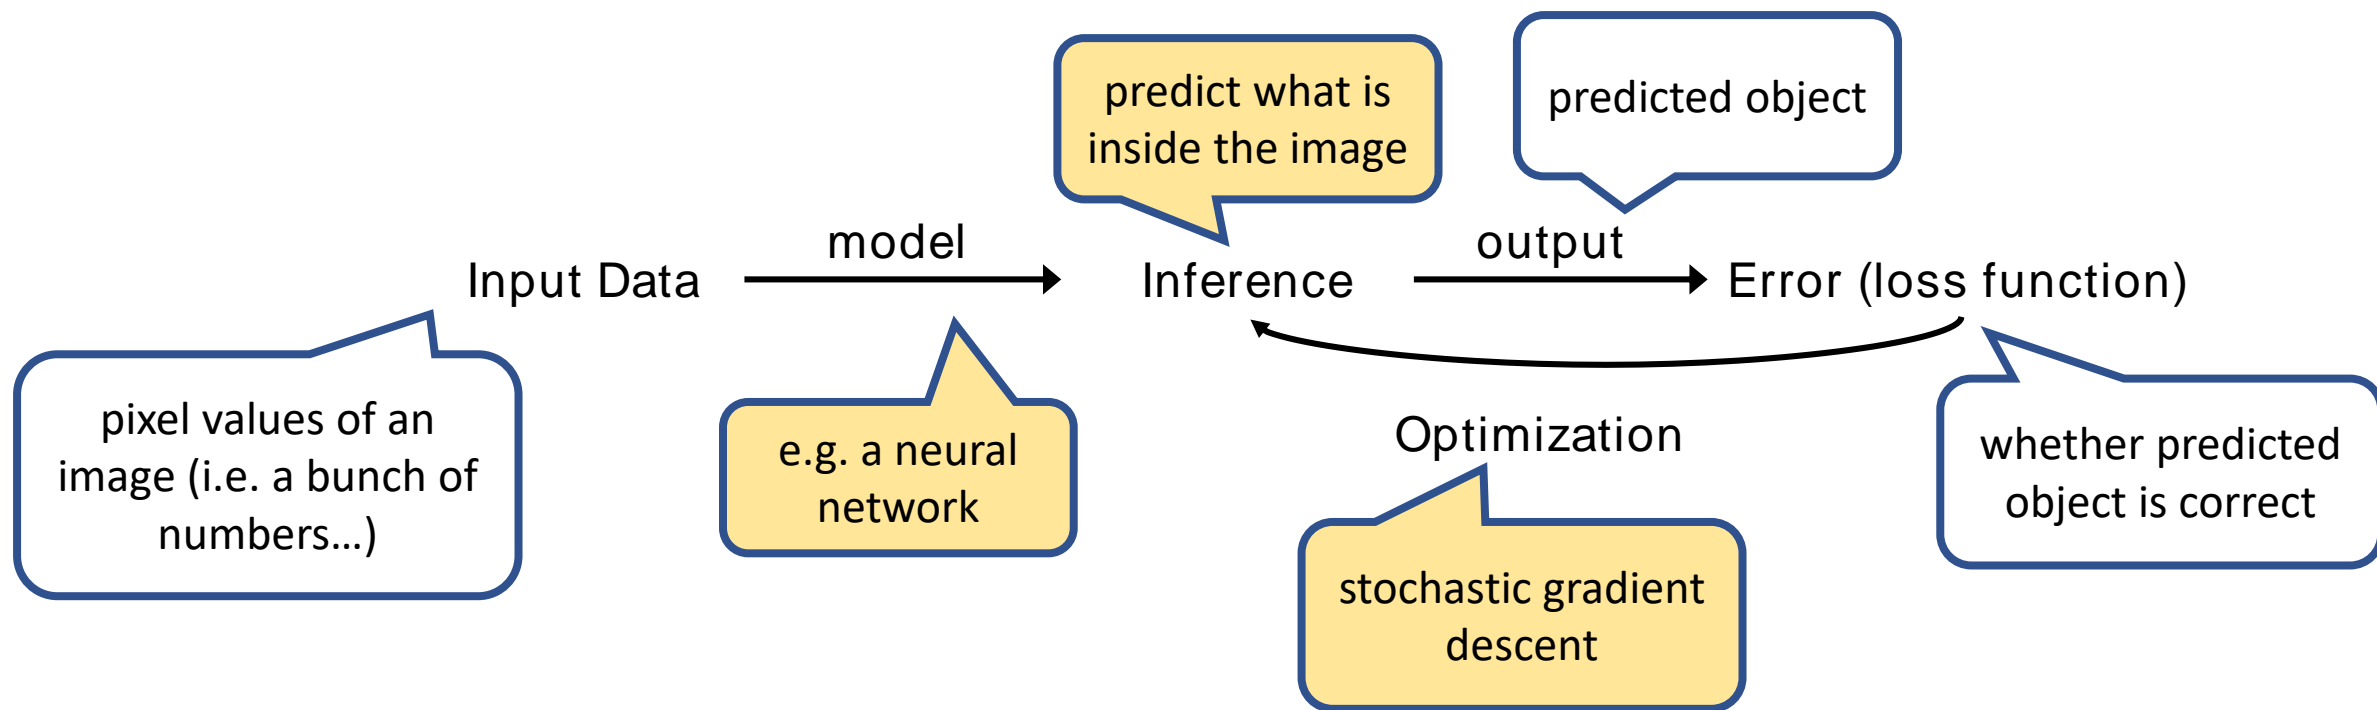 predict what is
inside the image
predicted object
model
output
Input Data
Inference
Error (loss function)
pixel values of an
image (i.e. a bunch of
numbers...)
e.g. a neural
network
Optimization
whether predicted
object is correct
stochastic gradient
descent